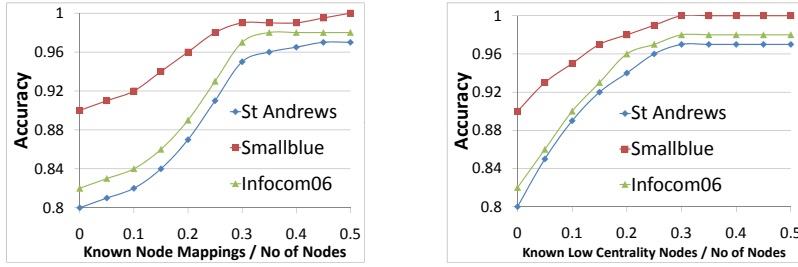 1
0.96
0.92
0.88
0.84
0.8
Accuracy
St Andrews
Smallblue
Infocom06
0 0.1 0.2 0.3 0.4 0.5
Known Node Mappings / No of Nodes
1
0.96
0.92
0.88
0.84
0.8
Accuracy
St Andrews
Smallblue
Infocom06
0 0.1 0.2 0.3 0.4 0.5
Known Low Centrality Nodes / No of Nodes